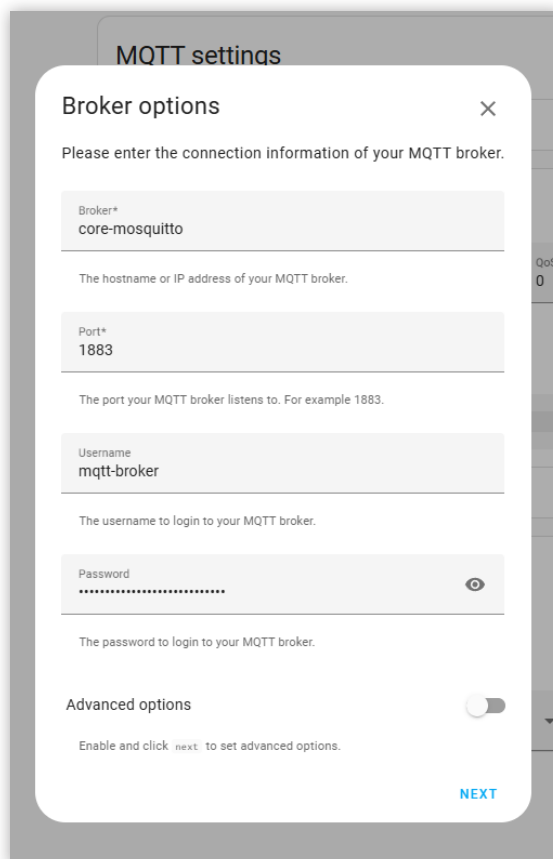 MQTT settings
Broker options
Please enter the connection information of your MQTT broker.
Broker*
core-mosquitto
The hostname or IP address of your MQTT broker.
QoS
0
Port*
1883
The port your MQTT broker listens to. For example 1883.
Username
mqtt-broker
The username to login to your MQTT broker.
Password
••••••••••••••••••••••••••••
The password to login to your MQTT broker.
Advanced options
Enable and click next to set advanced options.
NEXT